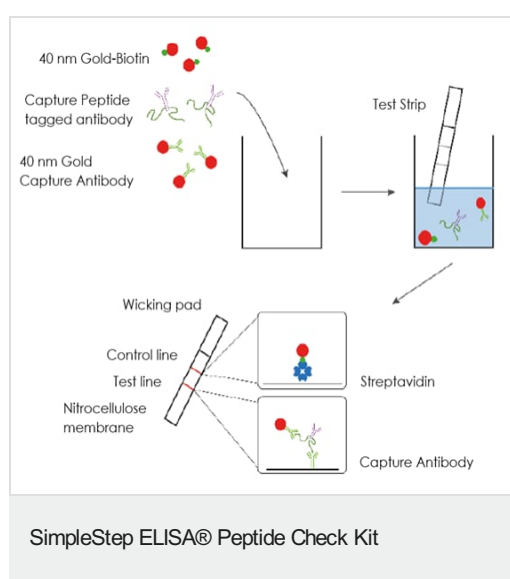 40 nm Gold-Biotin
Capture Peptide
tagged antibody
40 nm Gold
Capture Antibody
Test Strip
Wicking pad
Control line
Test line
Nitrocellulose
membrane
Streptavidin
Capture Antibody
SimpleStep ELISA® Peptide Check Kit